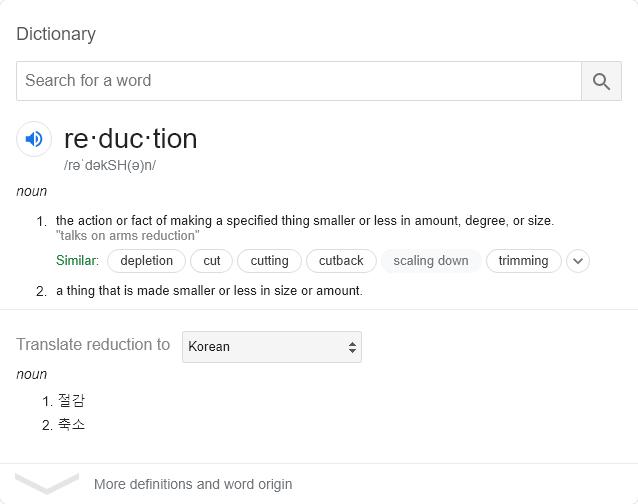 Dictionary
Search for a word
re·duc·tion
/rəˈdəkSH(ə)n/
noun
1. the action or fact of making a specified thing smaller or less in amount, degree, or size.
"talks on arms reduction"
Similar: depletion cut cutting cutback scaling down trimming
2. a thing that is made smaller or less in size or amount.
Translate reduction to Korean
noun
1. 절감
2. 축소
More definitions and word origin